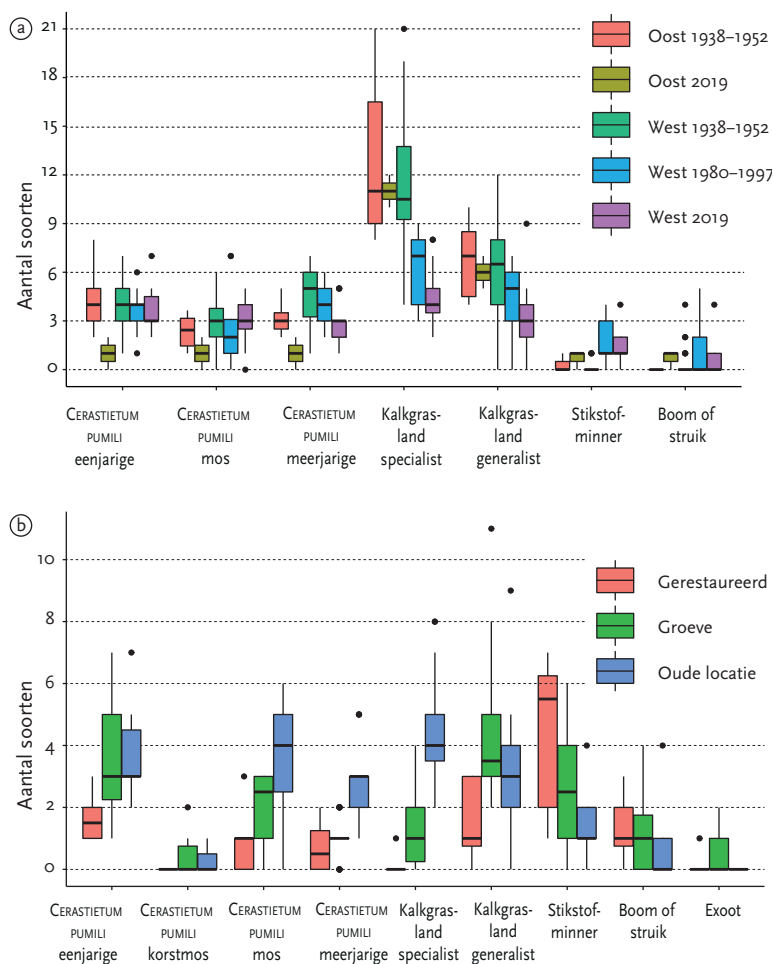 a
Aantal soorten
21
18
15
12
9
6
3
0
Oost 1938–1952
Oost 2019
West 1938–1952
West 1980–1997
West 2019
Cerastietum
pumili
eenjarige
Cerastietum
pumili
mos
Cerastietum
pumili
meerjarige
Kalkgras-
land
specialist
Kalkgras-
land
generalist
Stikstof-
minner
Boom of
struik
b
Aantal soorten
10
8
6
4
2
0
Gerestaureerd
Groeve
Oude locatie
Cerastietum
pumili
eenjarige
Cerastietum
pumili
korstmos
Cerastietum
pumili
mos
Cerastietum
pumili
meerjarige
Kalkgras-
land
specialist
Kalkgras-
land
generalist
Stikstof-
minner
Boom of
struik
Exoot